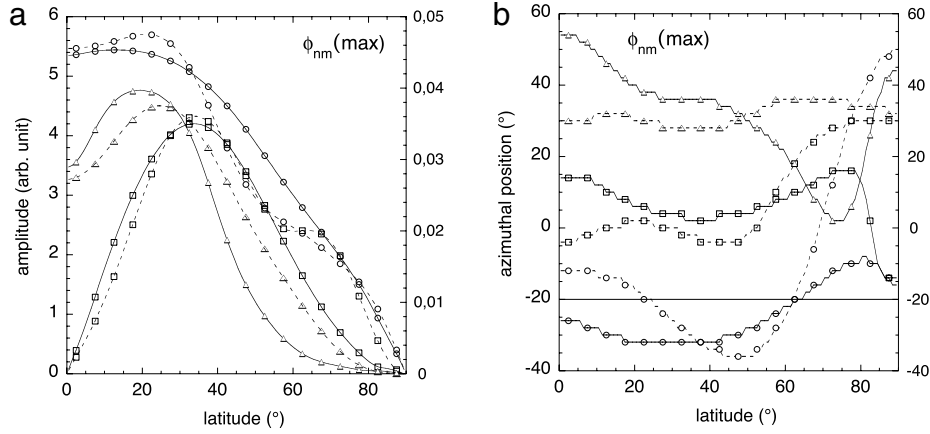 a
b
ϕnm(max)
amplitude (arb. unit)
6
5
4
3
2
1
0
0,05
0,04
0,03
0,02
0,01
0
0 20 40 60 80
latitude (°)
ϕnm(max)
azimuthal position (°)
60
40
20
0
-20
-40
60
40
20
0
-20
-40
0 20 40 60 80
latitude (°)